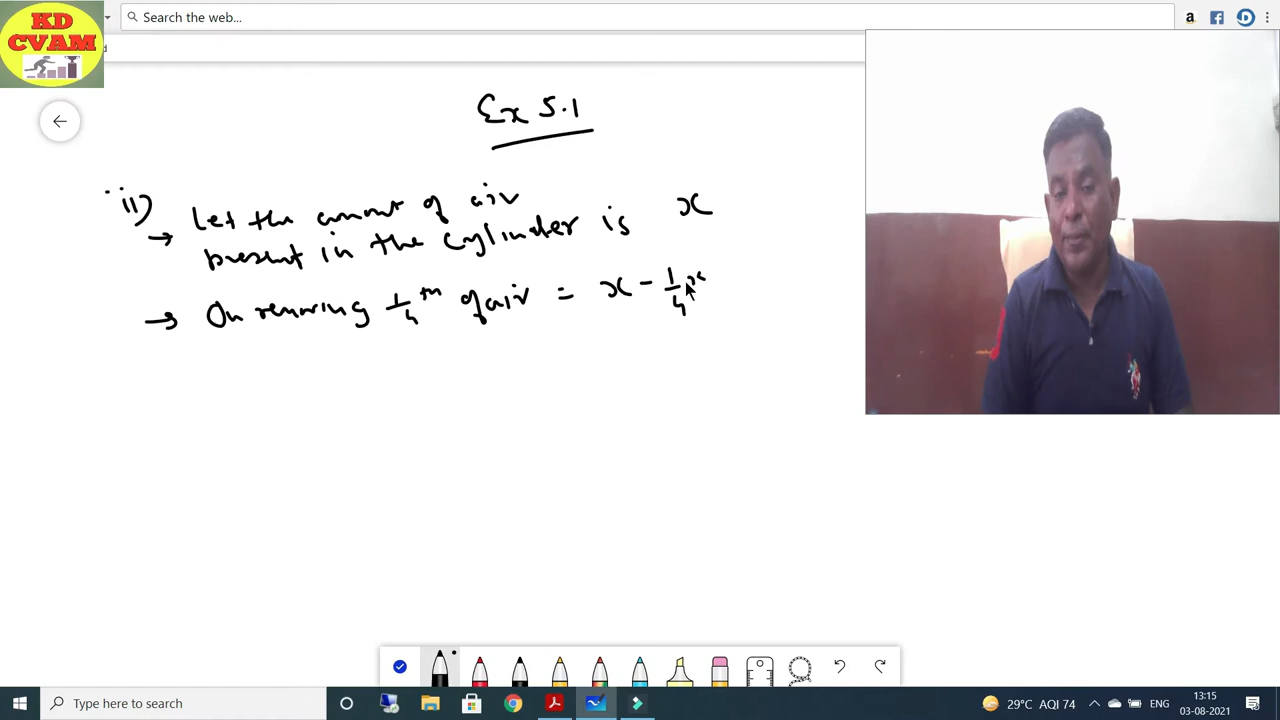 KD
CVAM
Search the web...
d
Ex 5.1
ii)
Let the amount of air
→ present in the cylinder is x
→ On removing 1/4 th of air = x - 1/4 x
Type here to search
29°C AQI 74
ENG
13:15
03-08-2021